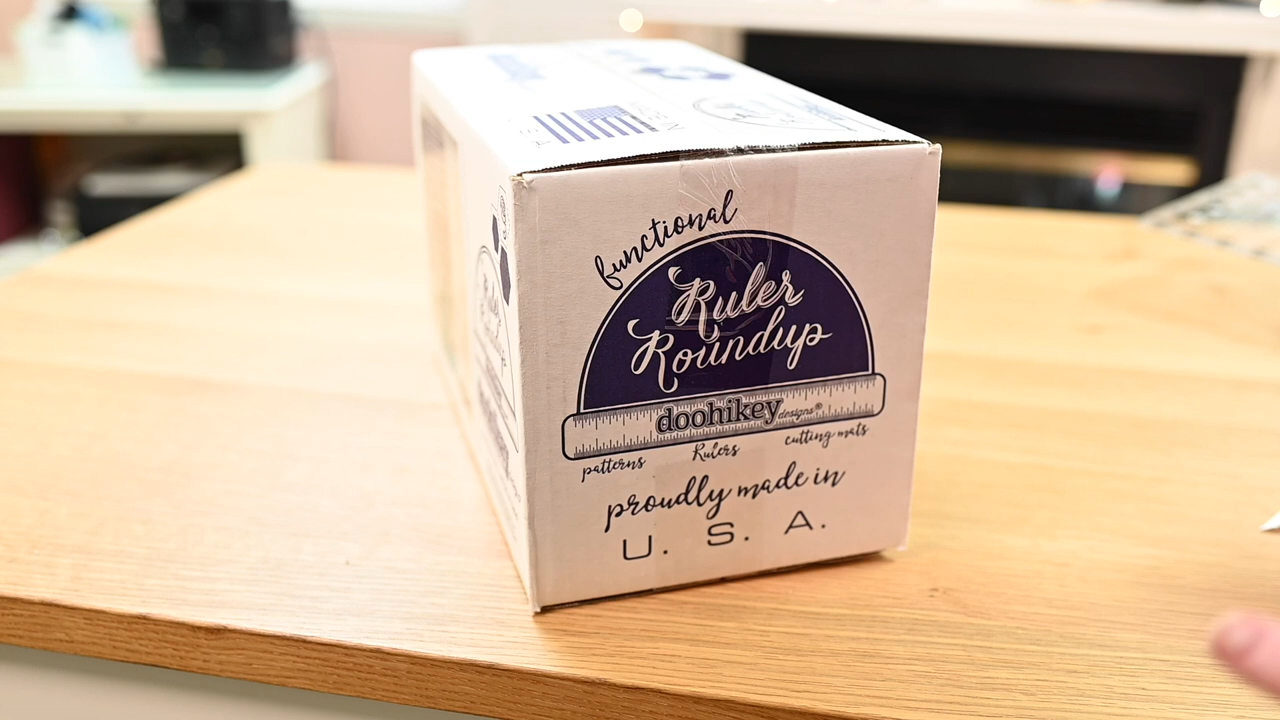 functional
Ruler
Roundup
doohikey designs®
patterns Rulers cutting mats
proudly made in
U. S. A.